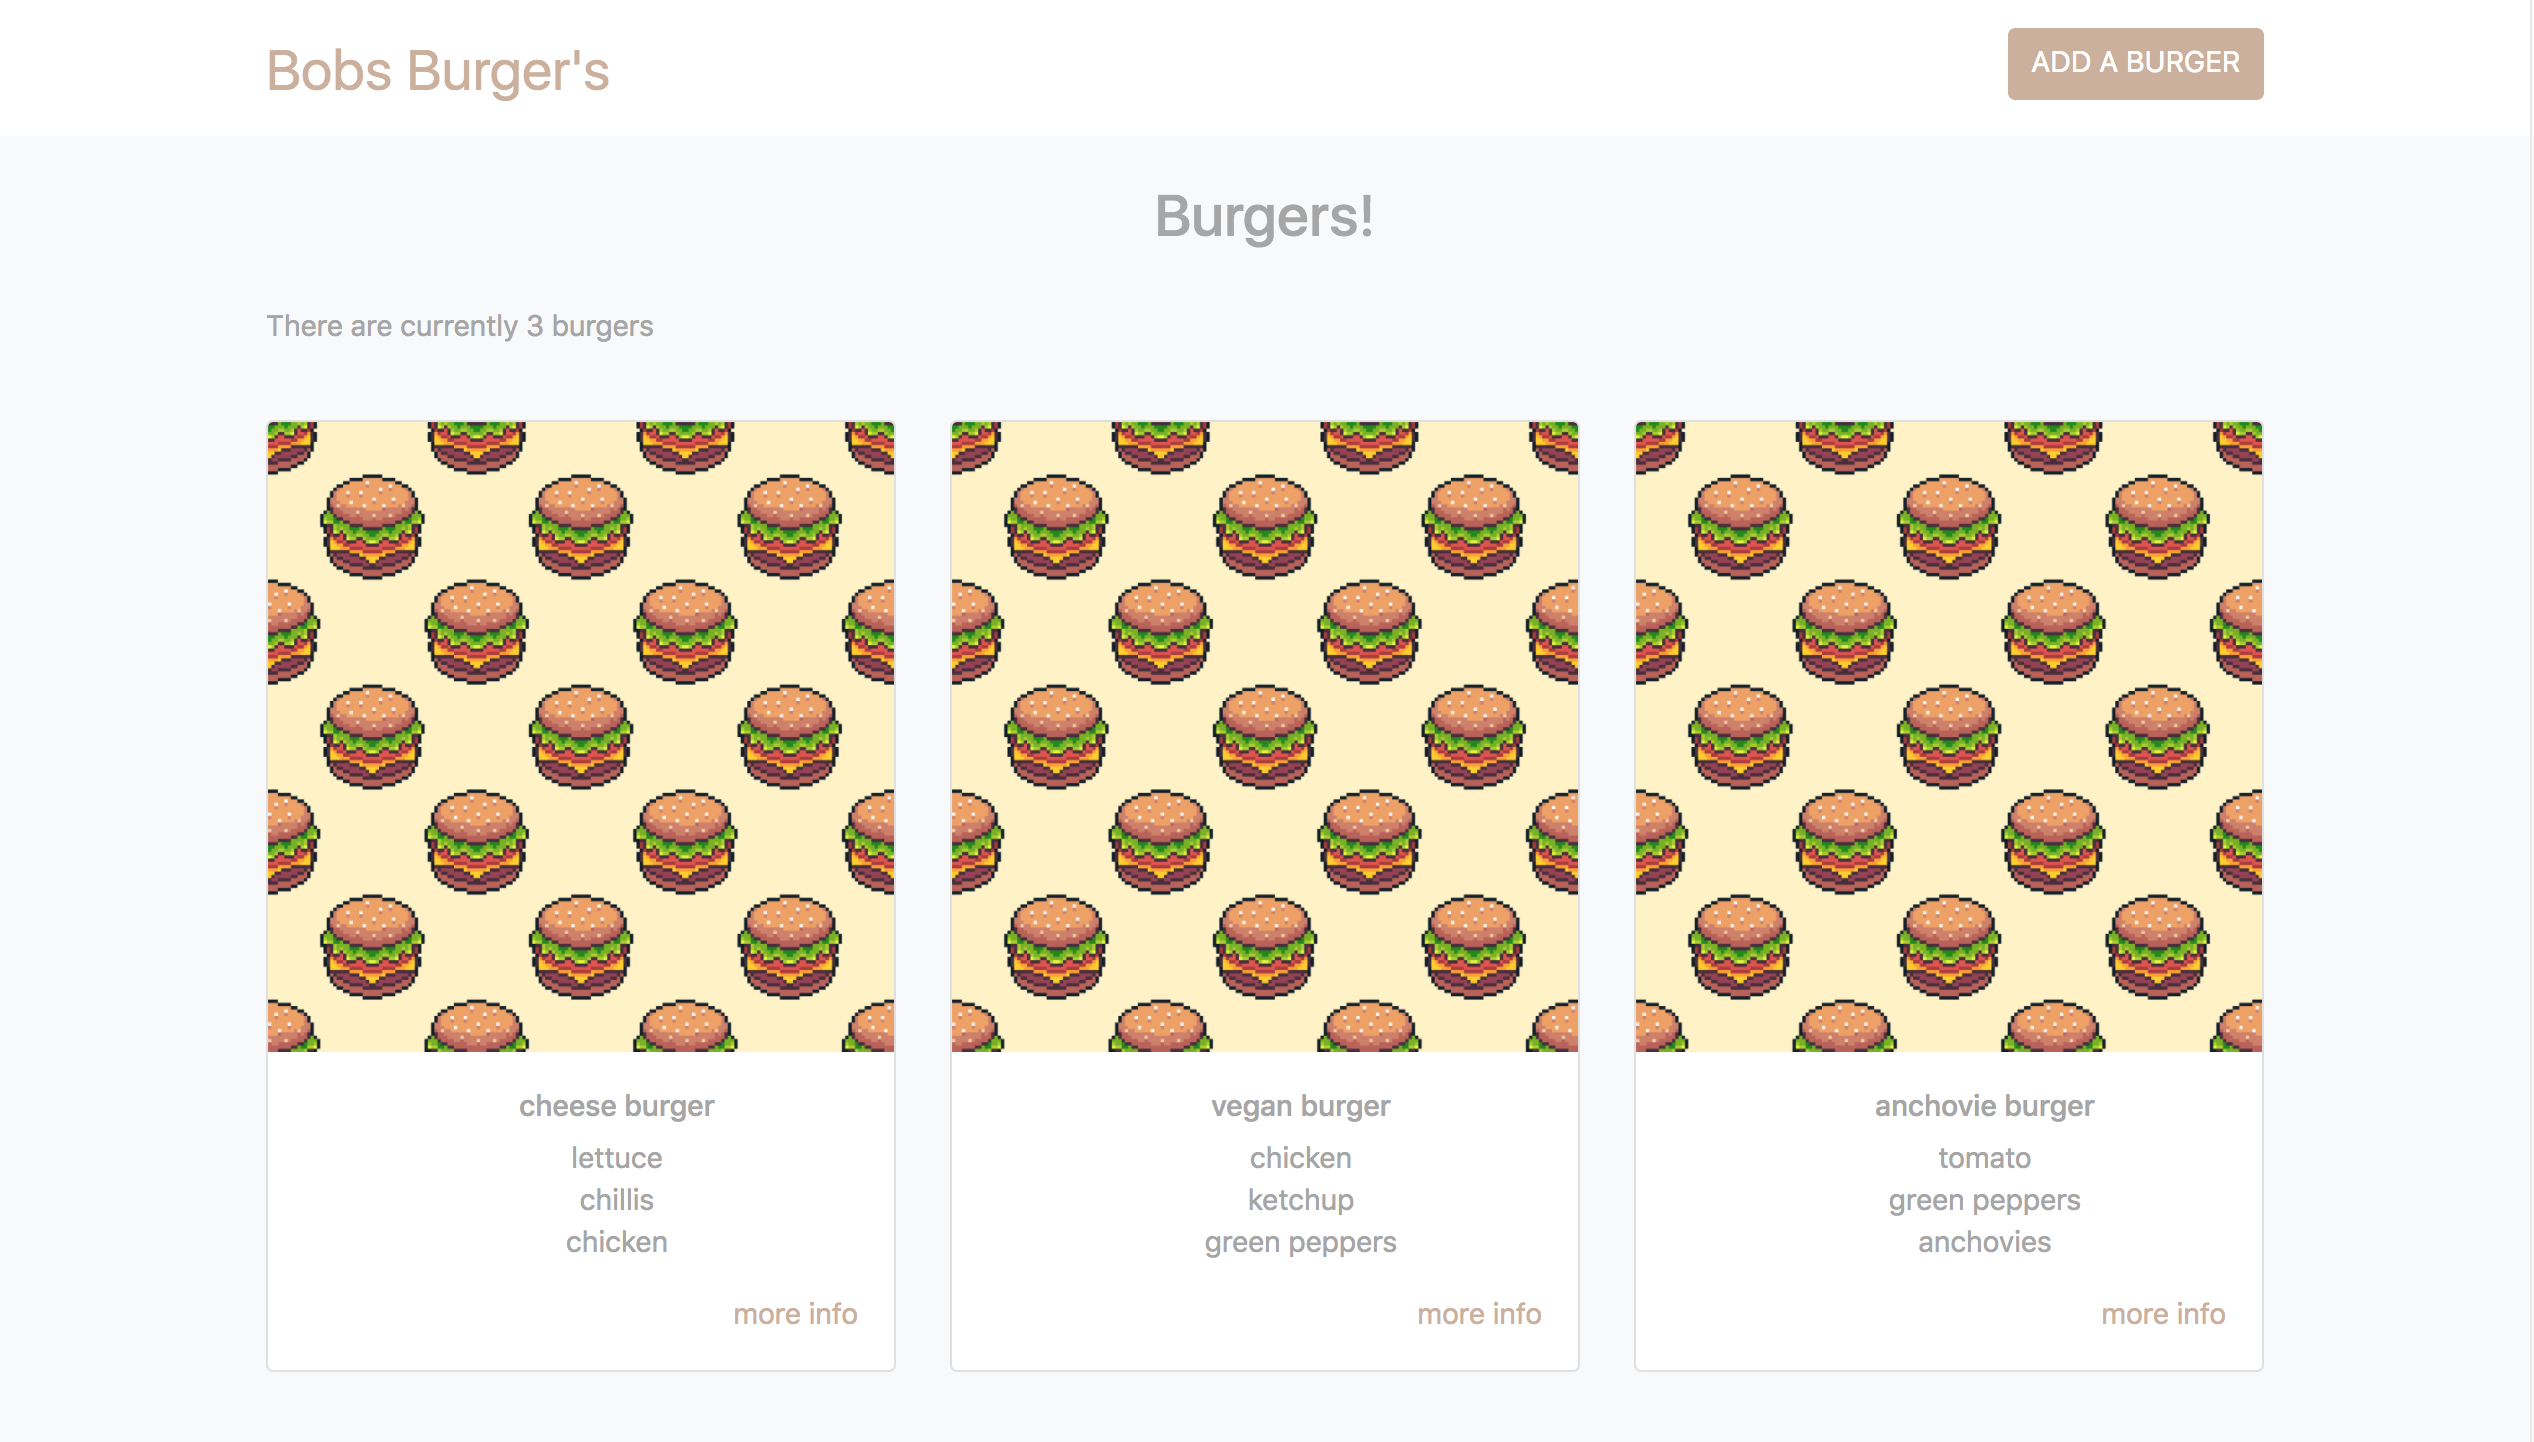 Bobs Burger's
ADD A BURGER
Burgers!
There are currently 3 burgers
cheese burger
lettuce
chillis
chicken
more info
vegan burger
chicken
ketchup
green peppers
more info
anchovie burger
tomato
green peppers
anchovies
more info